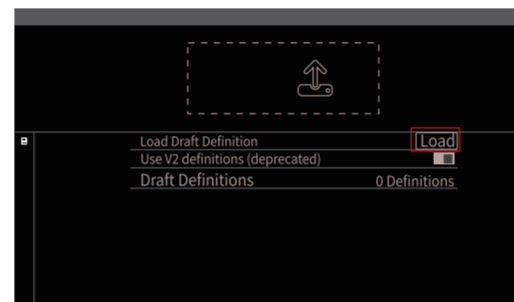 Load Draft Definition Load
Use V2 definitions (deprecated)
Draft Definitions 0 Definitions